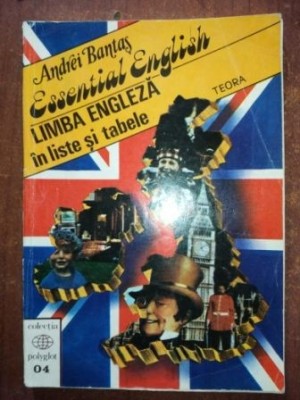 Andrei Bantaş
Essential English
LIMBA ENGLEZĂ
în liste şi tabele
TEORA
colecţia
polyglot
04